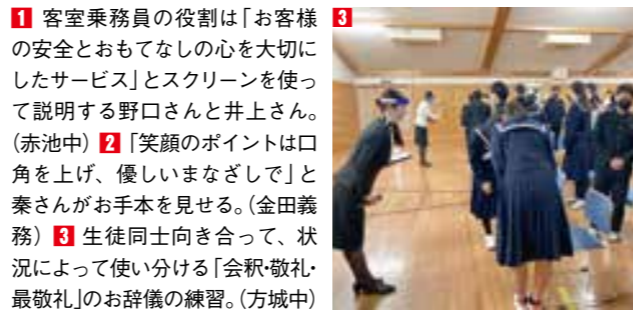 1 客室乗務員の役割は「お客様
の安全とおもてなしの心を大切に
したサービス」とスクリーンを使っ
て説明する野口さんと井上さん。
(赤池中) 2 「笑顔のポイントは口
角を上げ、優しいまなざしで」と
秦さんがお手本を見せる。(金田義
務) 3 生徒同士向き合って、状
況によって使い分ける「会釈・敬礼・
最敬礼」のお辞儀の練習。(方城中)
3